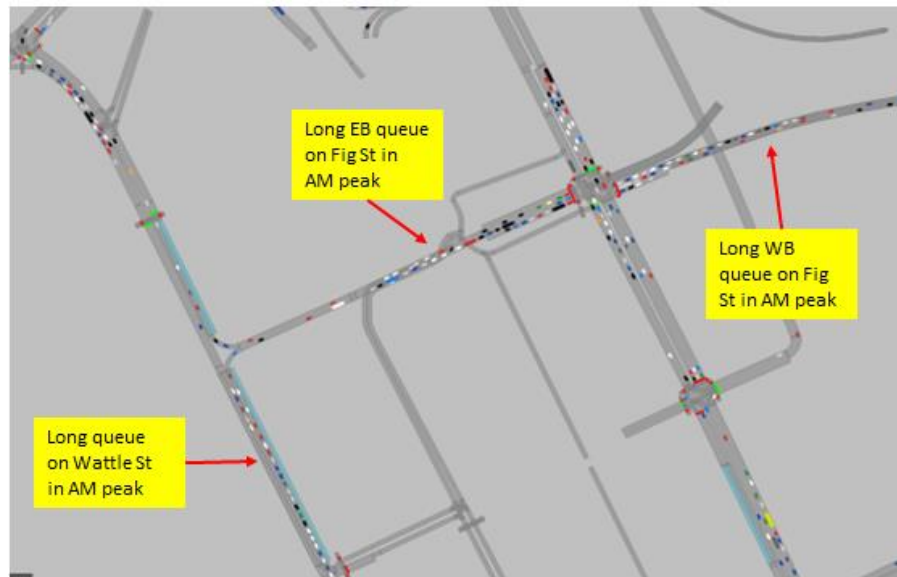 Long EB queue
on Fig St in
AM peak
Long WB
queue on Fig
St in AM peak
Long queue
on Wattle St
in AM peak